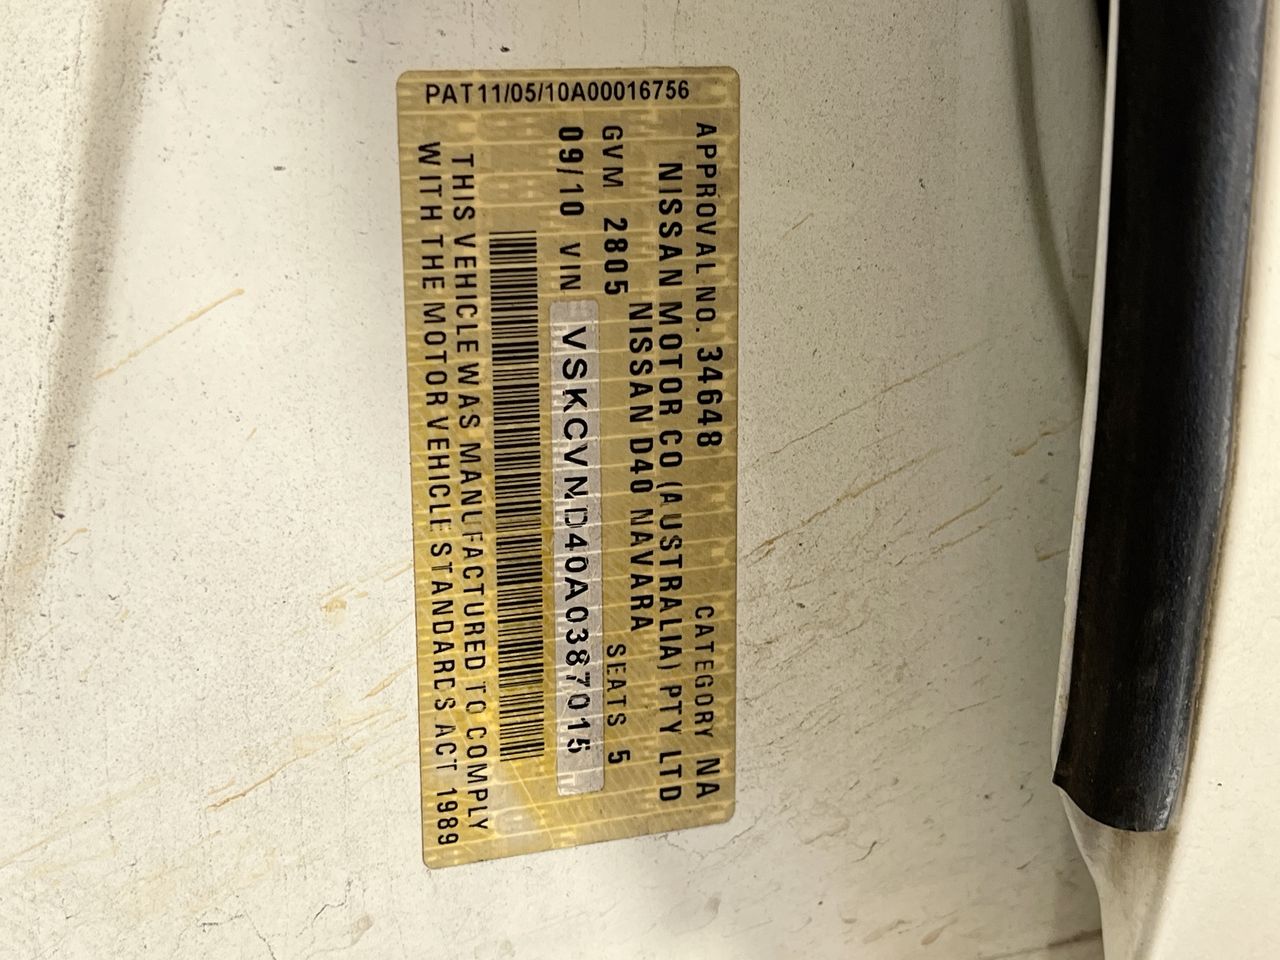 PAT11/05/10A00016756
APPROVAL NO. 34648 CATEGORY NA
NISSAN MOTOR CO (AUSTRALIA) PTY LTD
NISSAN D40 NAVARA
GVM 2805 SEATS 5
09/10 VIN VSKCVND40A0387015
THIS VEHICLE WAS MANUFACTURED TO COMPLY
WITH THE MOTOR VEHICLE STANDARDS ACT 1989